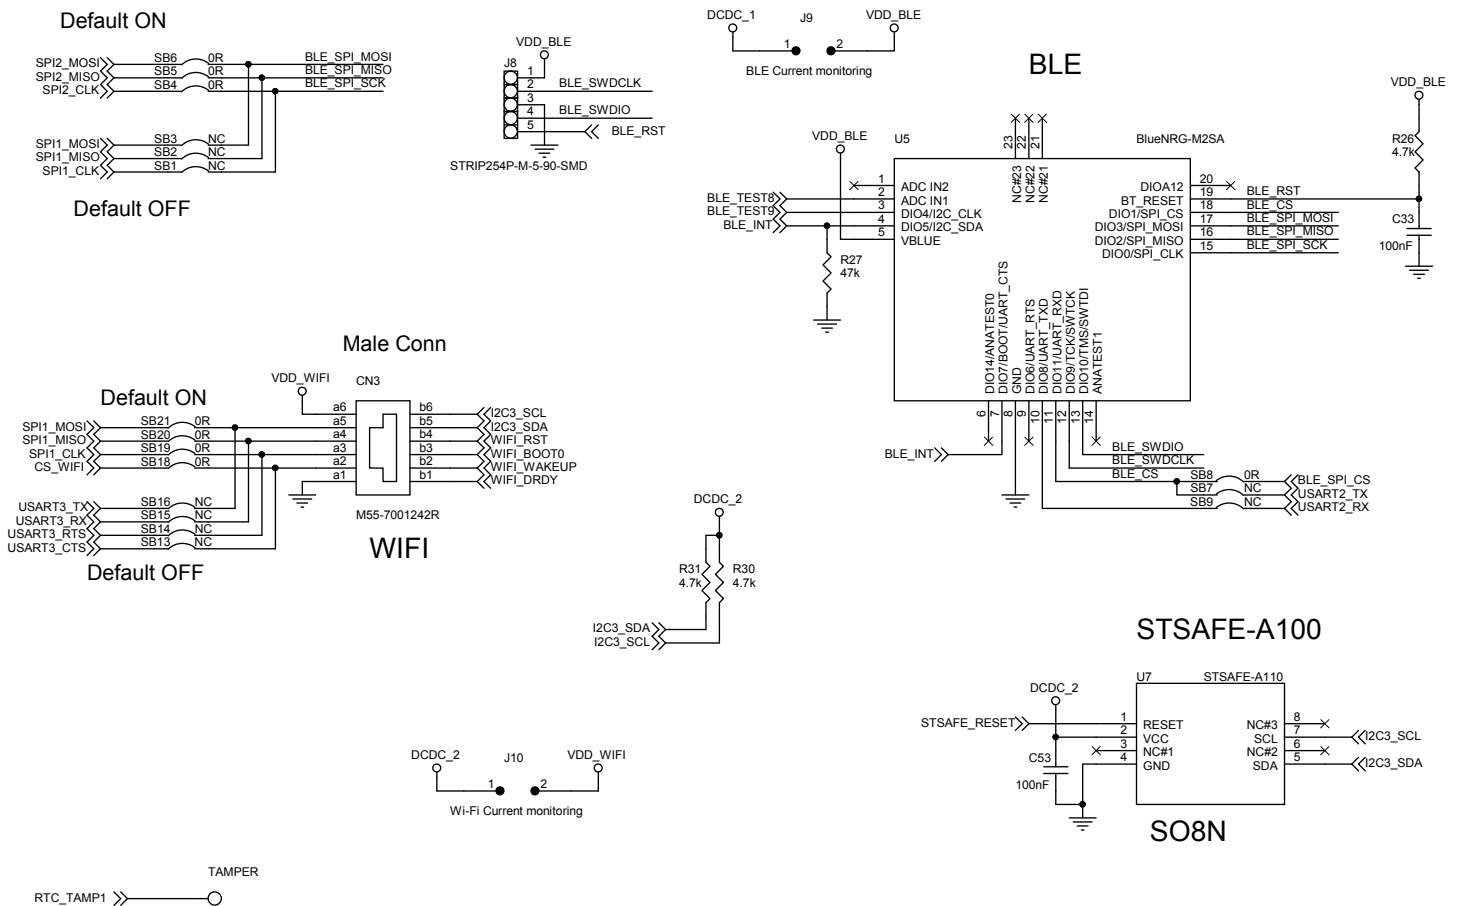 Default ON
SPI2_MOSI SB6 0R BLE_SPI_MOSI
SPI2_MISO SB5 0R BLE_SPI_MISO
SPI2_CLK SB4 0R BLE_SPI_SCK
SPI1_MOSI SB3 NC
SPI1_MISO SB2 NC
SPI1_CLK SB1 NC
Default OFF
VDD_BLE
J8
1
2 BLE_SWDCLK
3
4 BLE_SWDIO
5 BLE_RST
STRIP254P-M-5-90-SMD
DCDC_1 J9 VDD_BLE
1 2
BLE Current monitoring
BLE
VDD_BLE
R26
4.7k
C33
100nF
VDD_BLE
U5 BlueNRG-M2SA
23 22 21
NC#23 NC#22 NC#21
1 ADC IN2
BLE_TEST8 2 ADC IN1
BLE_TEST9 3 DIO4/I2C_CLK
BLE_INT 4 DIO5/I2C_SDA
5 VBLUE
R27
47k
DIOA12 20
BT_RESET 19 BLE_RST
DIO1/SPI_CS 18 BLE_CS
DIO3/SPI_MOSI 17 BLE_SPI_MOSI
DIO2/SPI_MISO 16 BLE_SPI_MISO
DIO0/SPI_CLK 15 BLE_SPI_SCK
DIO14/ANATEST0
DIO7/BOOT/UART_CTS
GND
DIO6/UART_RTS
DIO8/UART_TXD
DIO11/UART_RXD
DIO9/TCK/SWTCK
DIO10/TMS/SWTDI
ANATEST1
6 7 8 9 10 11 12 13 14
BLE_INT
BLE_SWDIO
BLE_SWDCLK
BLE_CS SB8 0R BLE_SPI_CS
SB7 NC USART2_TX
SB9 NC USART2_RX
Male Conn
VDD_WIFI CN3
Default ON
a6 b6 I2C3_SCL
SPI1_MOSI SB21 0R a5 b5 I2C3_SDA
SPI1_MISO SB20 0R a4 b4 WIFI_RST
SPI1_CLK SB19 0R a3 b3 WIFI_BOOT0
CS_WIFI SB18 0R a2 b2 WIFI_WAKEUP
a1 b1 WIFI_DRDY
M55-7001242R
WIFI
USART3_TX SB16 NC
USART3_RX SB15 NC
USART3_RTS SB14 NC
USART3_CTS SB13 NC
Default OFF
DCDC_2
R31 R30
4.7k 4.7k
I2C3_SDA
I2C3_SCL
STSAFE-A100
U7 STSAFE-A110
DCDC_2
STSAFE_RESET 1 RESET
2 VCC
3 NC#1
4 GND
C53
100nF
NC#3 8
SCL 7 I2C3_SCL
NC#2 6
SDA 5 I2C3_SDA
SO8N
DCDC_2 J10 VDD_WIFI
1 2
Wi-Fi Current monitoring
TAMPER
RTC_TAMP1